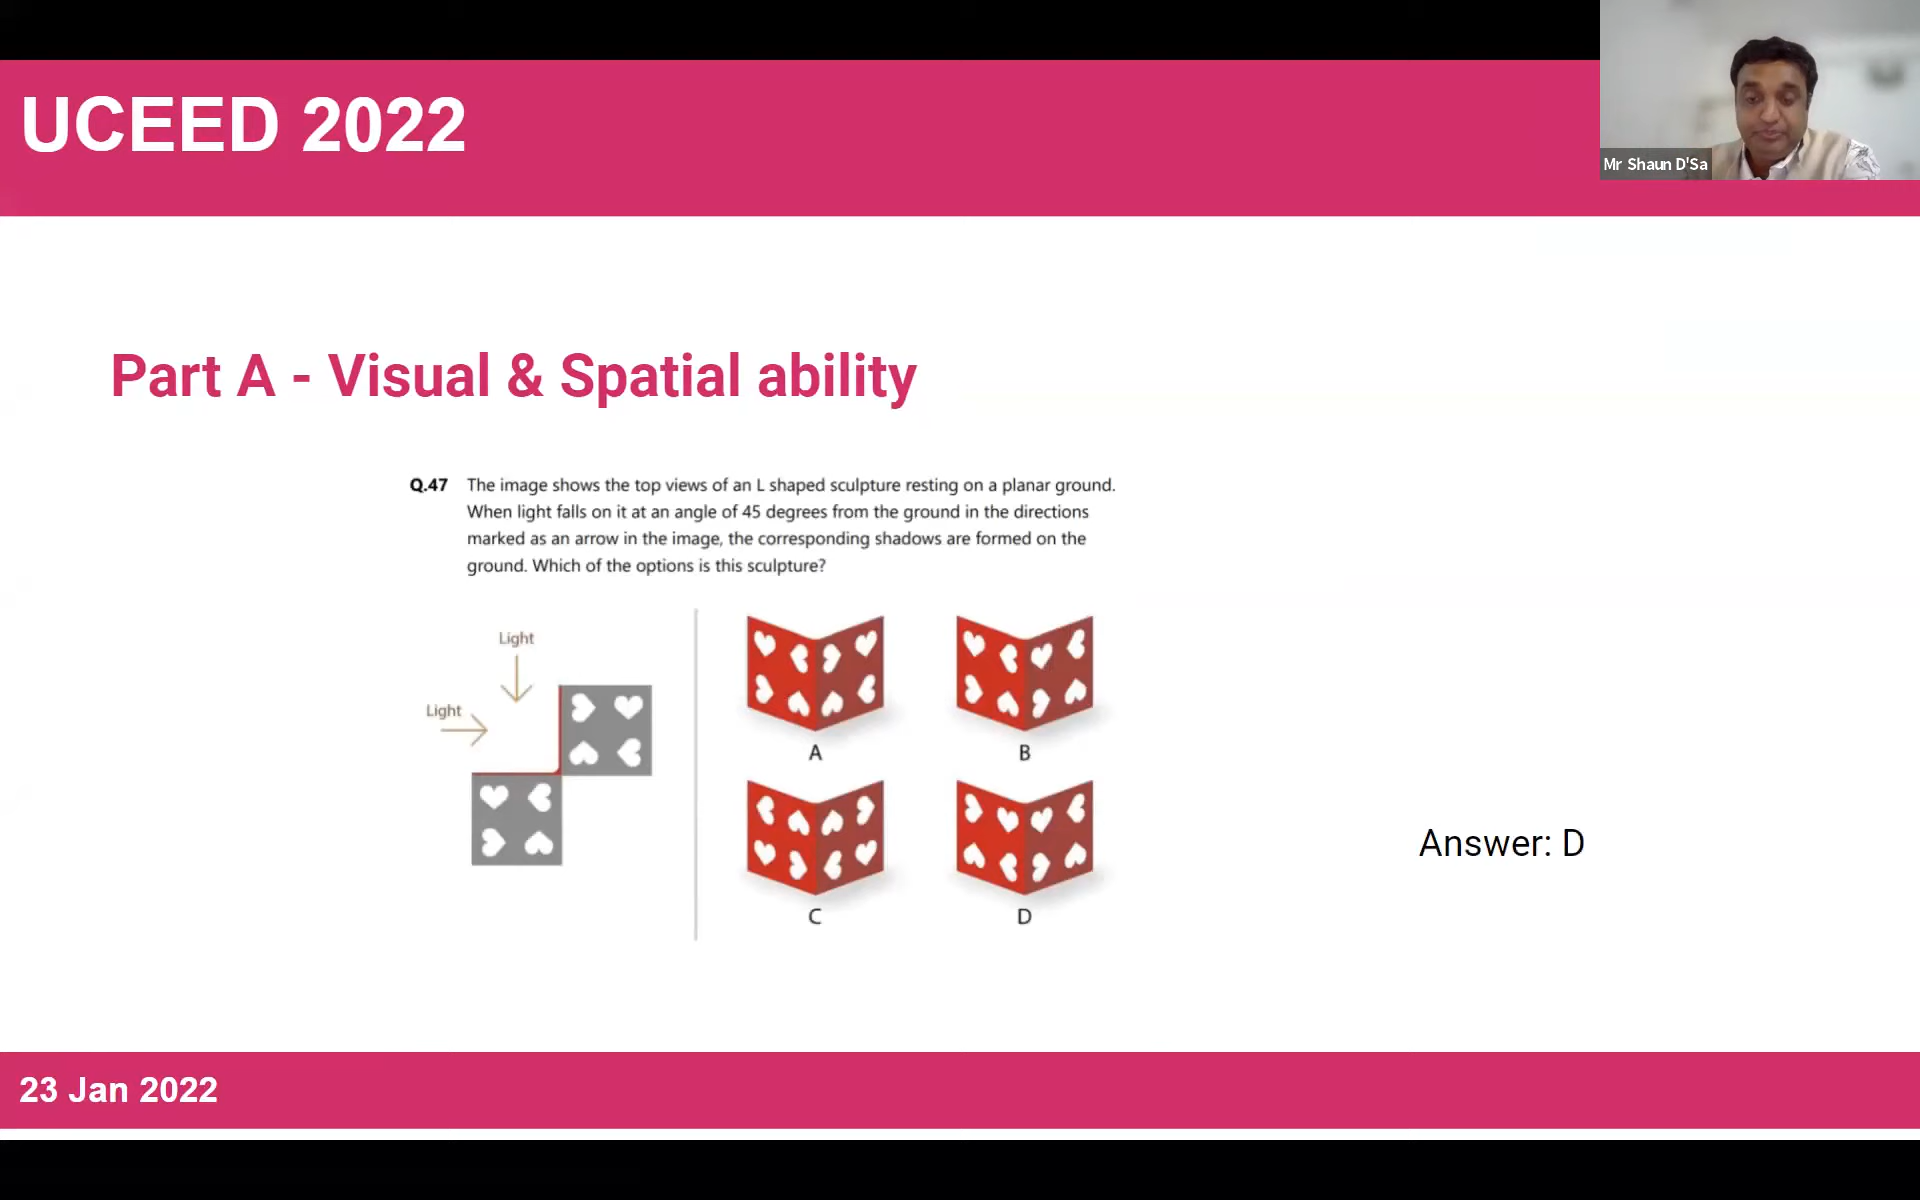 UCEED 2022
Mr Shaun D'Sa
Part A - Visual & Spatial ability
Q.47 The image shows the top views of an L shaped sculpture resting on a planar ground.
When light falls on it at an angle of 45 degrees from the ground in the directions
marked as an arrow in the image, the corresponding shadows are formed on the
ground. Which of the options is this sculpture?
Light
Light
A
B
C
D
Answer: D
23 Jan 2022